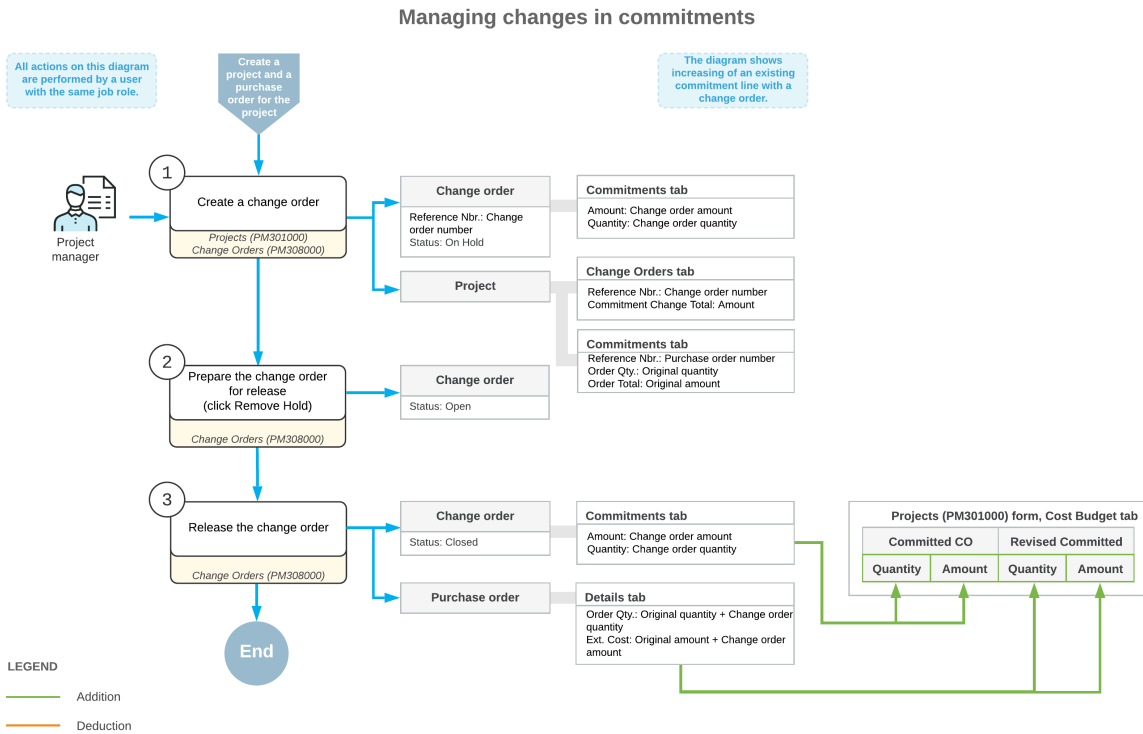 Managing changes in commitments
All actions on this diagram
are performed by a user
with the same job role.
Create a
project and a
purchase
order for the
project
The diagram shows
increasing of an existing
commitment line with a
change order.
Project
manager
1
Create a change order
Projects (PM301000)
Change Orders (PM308000)
Change order
Reference Nbr.: Change
order number
Status: On Hold
Commitments tab
Amount: Change order amount
Quantity: Change order quantity
Project
Change Orders tab
Reference Nbr.: Change order number
Commitment Change Total: Amount
Commitments tab
Reference Nbr.: Purchase order number
Order Qty.: Original quantity
Order Total: Original amount
2
Prepare the change order
for release
(click Remove Hold)
Change Orders (PM308000)
Change order
Status: Open
3
Release the change order
Change Orders (PM308000)
Change order
Status: Closed
Commitments tab
Amount: Change order amount
Quantity: Change order quantity
Purchase order
Details tab
Order Qty.: Original quantity + Change order
quantity
Ext. Cost: Original amount + Change order
amount
Projects (PM301000) form, Cost Budget tab
Committed CO
Revised Committed
Quantity
Amount
Quantity
Amount
End
LEGEND
Addition
Deduction